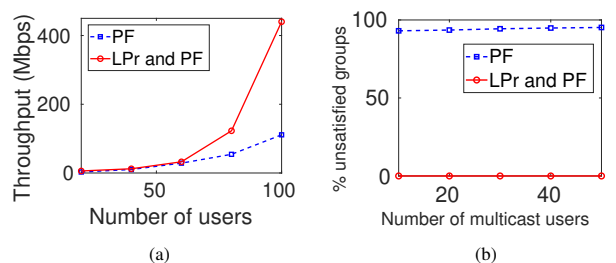 Throughput (Mbps)
400
200
0
PF
LPr and PF
50
100
Number of users
(a)
% unsatisfied groups
100
50
0
PF
LPr and PF
20
40
Number of multicast users
(b)